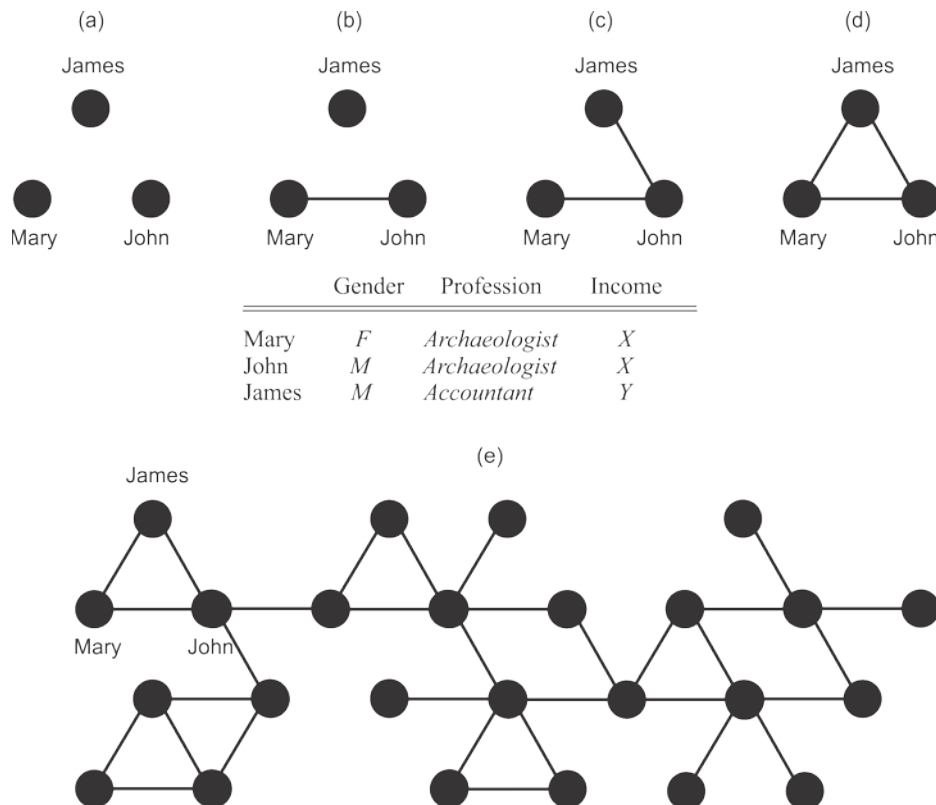 (a) (b) (c) (d)
James James James James
Mary John Mary John Mary John Mary John
Gender Profession Income
Mary F Archaeologist X
John M Archaeologist X
James M Accountant Y
(e)
James
Mary John